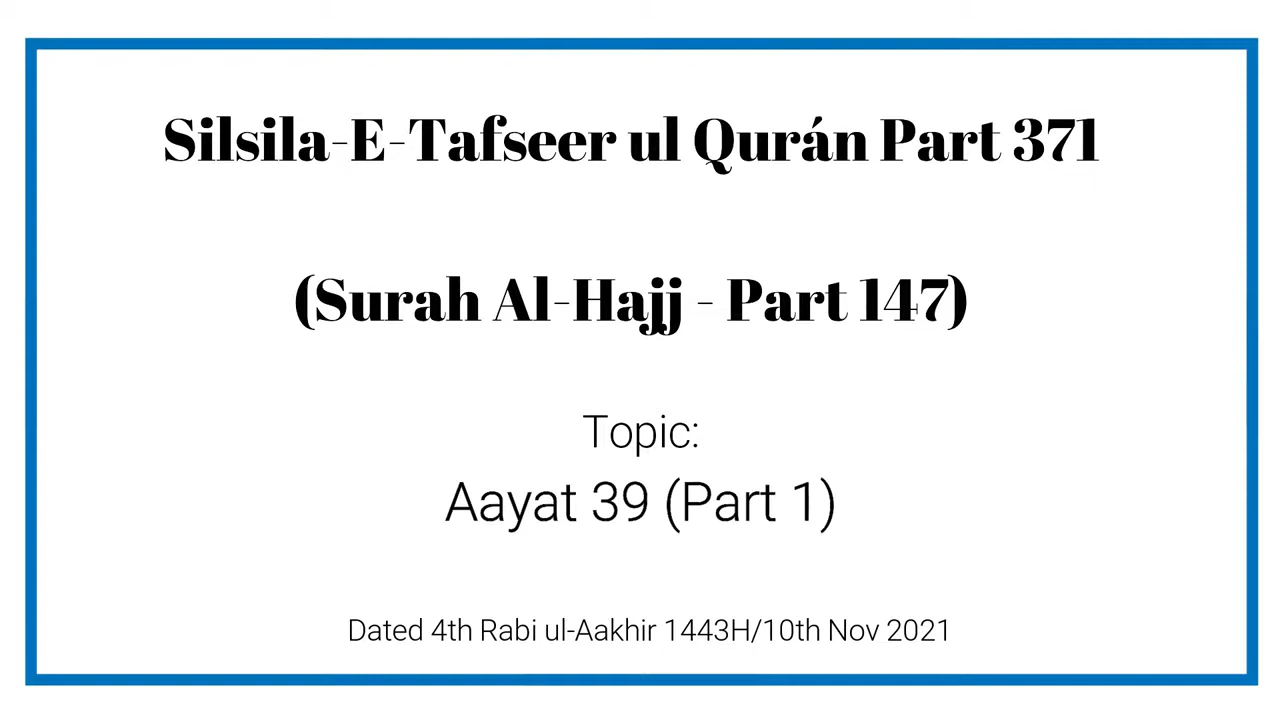 Silsila-E-Tafseer ul Qurán Part 371
(Surah Al-Hajj - Part 147)
Topic:
Aayat 39 (Part 1)
Dated 4th Rabi ul-Aakhir 1443H/10th Nov 2021